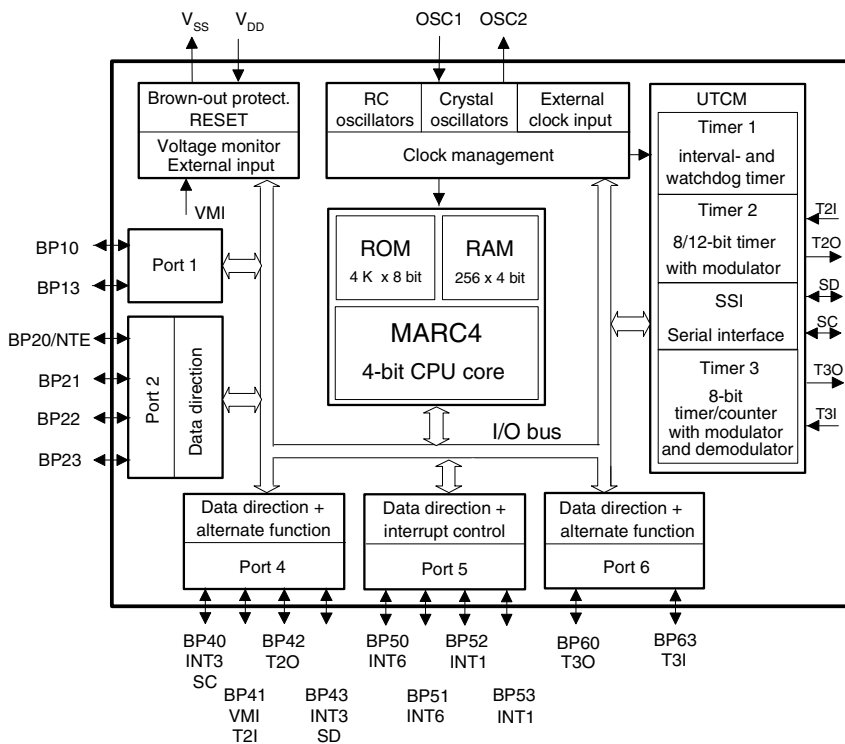 VSS
VDD
OSC1
OSC2
Brown-out protect.
RESET
Voltage monitor
External input
VMI
RC
oscillators
Crystal
oscillators
External
clock input
Clock management
UTCM
Timer 1
interval- and
watchdog timer
Timer 2
8/12-bit timer
with modulator
SSI
Serial interface
Timer 3
8-bit
timer/counter
with modulator
and demodulator
T2I
T2O
SD
SC
T3O
T3I
ROM
4 K x 8 bit
RAM
256 x 4 bit
MARC4
4-bit CPU core
I/O bus
BP10
BP13
Port 1
BP20/NTE
BP21
BP22
BP23
Port 2
Data direction
Data direction +
alternate function
Port 4
Data direction +
interrupt control
Port 5
Data direction +
alternate function
Port 6
BP40
INT3
SC
BP41
VMI
T2I
BP42
T2O
BP43
INT3
SD
BP50
INT6
BP51
INT6
BP52
INT1
BP53
INT1
BP60
T3O
BP63
T3I